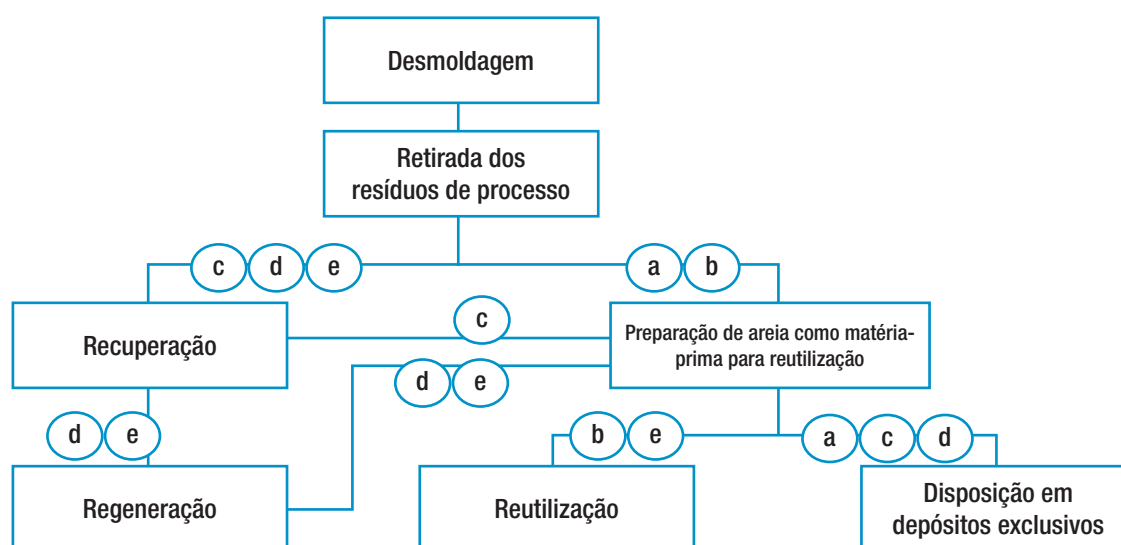 Desmoldagem
Retirada dos
resíduos de processo
c d e
a b
Recuperação
c
Preparação de areia como matéria-
prima para reutilização
d e
d e
b e
a c d
Regeneração
Reutilização
Disposição em
depósitos exclusivos